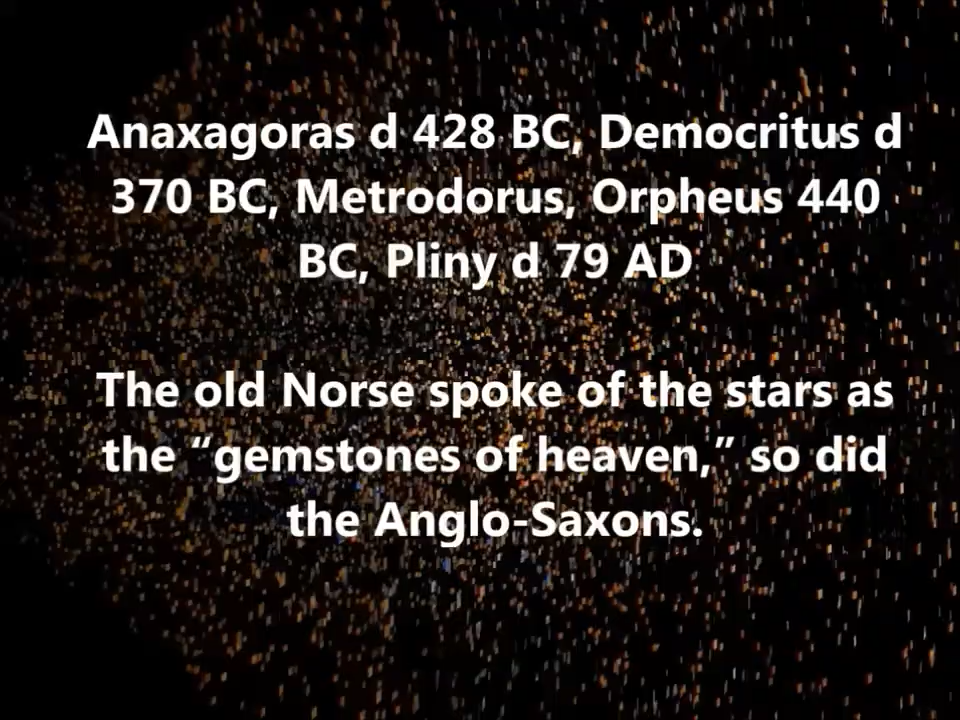 Anaxagoras d 428 BC, Democritus d
370 BC, Metrodorus, Orpheus 440
BC, Pliny d 79 AD
The old Norse spoke of the stars as
the “gemstones of heaven,” so did
the Anglo-Saxons.